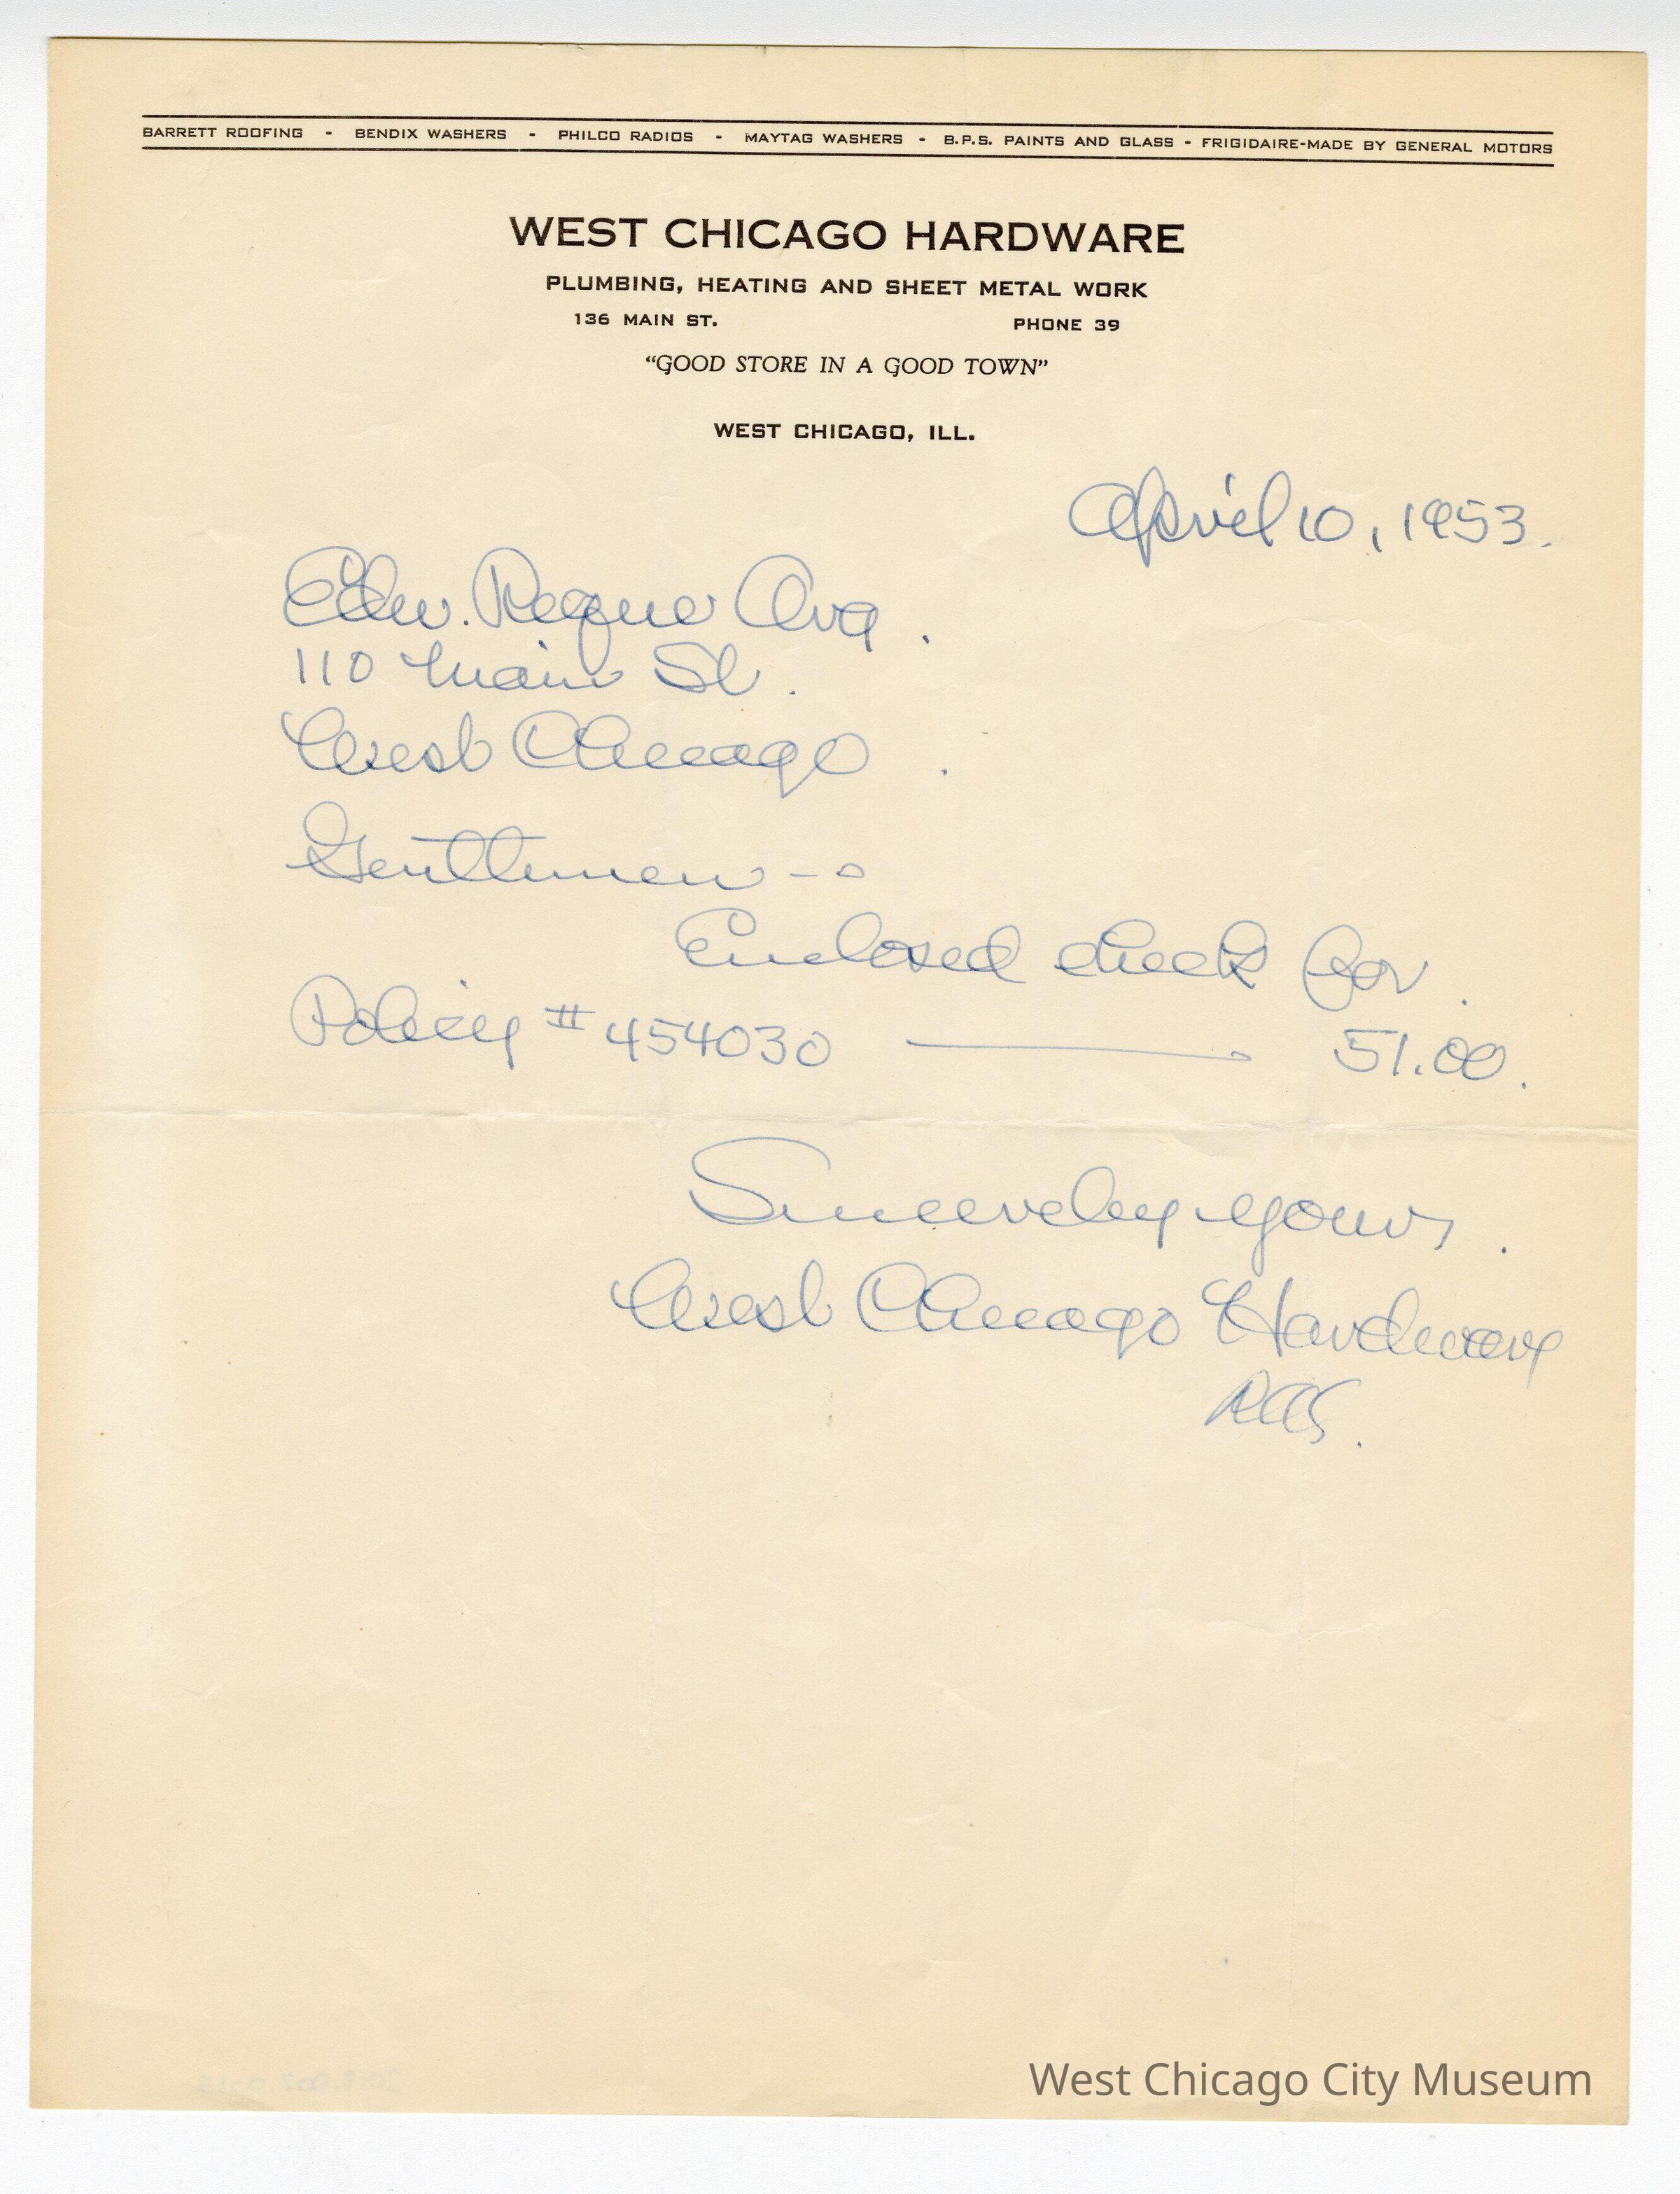 BARRETT ROOFING - BENDIX WASHERS - PHILCO RADIOS - MAYTAG WASHERS - B.P.S. PAINTS AND GLASS - FRIGIDAIRE-MADE BY GENERAL MOTORS
WEST CHICAGO HARDWARE
PLUMBING, HEATING AND SHEET METAL WORK
136 MAIN ST. PHONE 39
"GOOD STORE IN A GOOD TOWN"
WEST CHICAGO, ILL.
April 10, 1953.
Edw. Reque
110 Main St.
West Chicago.
Gentlemen --
Enclosed check for.
Policy # 454030 — 51.00.
Sincerely yours.
West Chicago Hardware
West Chicago City Museum